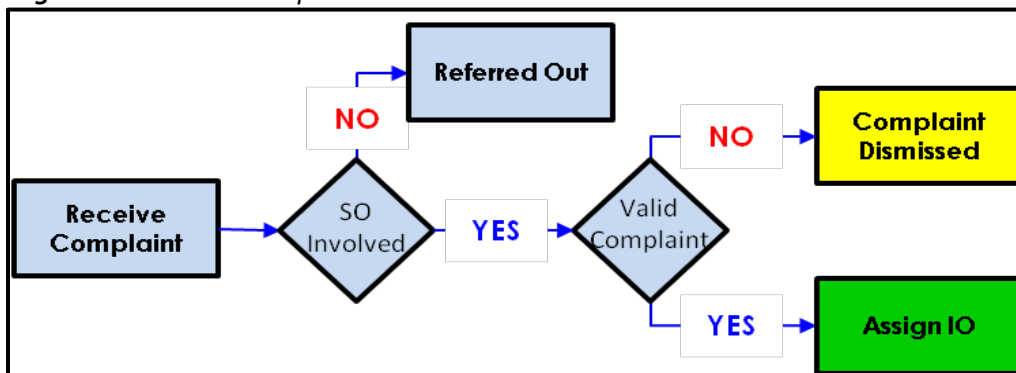 Referred Out
NO
NO
Complaint
Dismissed
Receive
Complaint
SO
Involved
YES
Valid
Complaint
YES
Assign IO